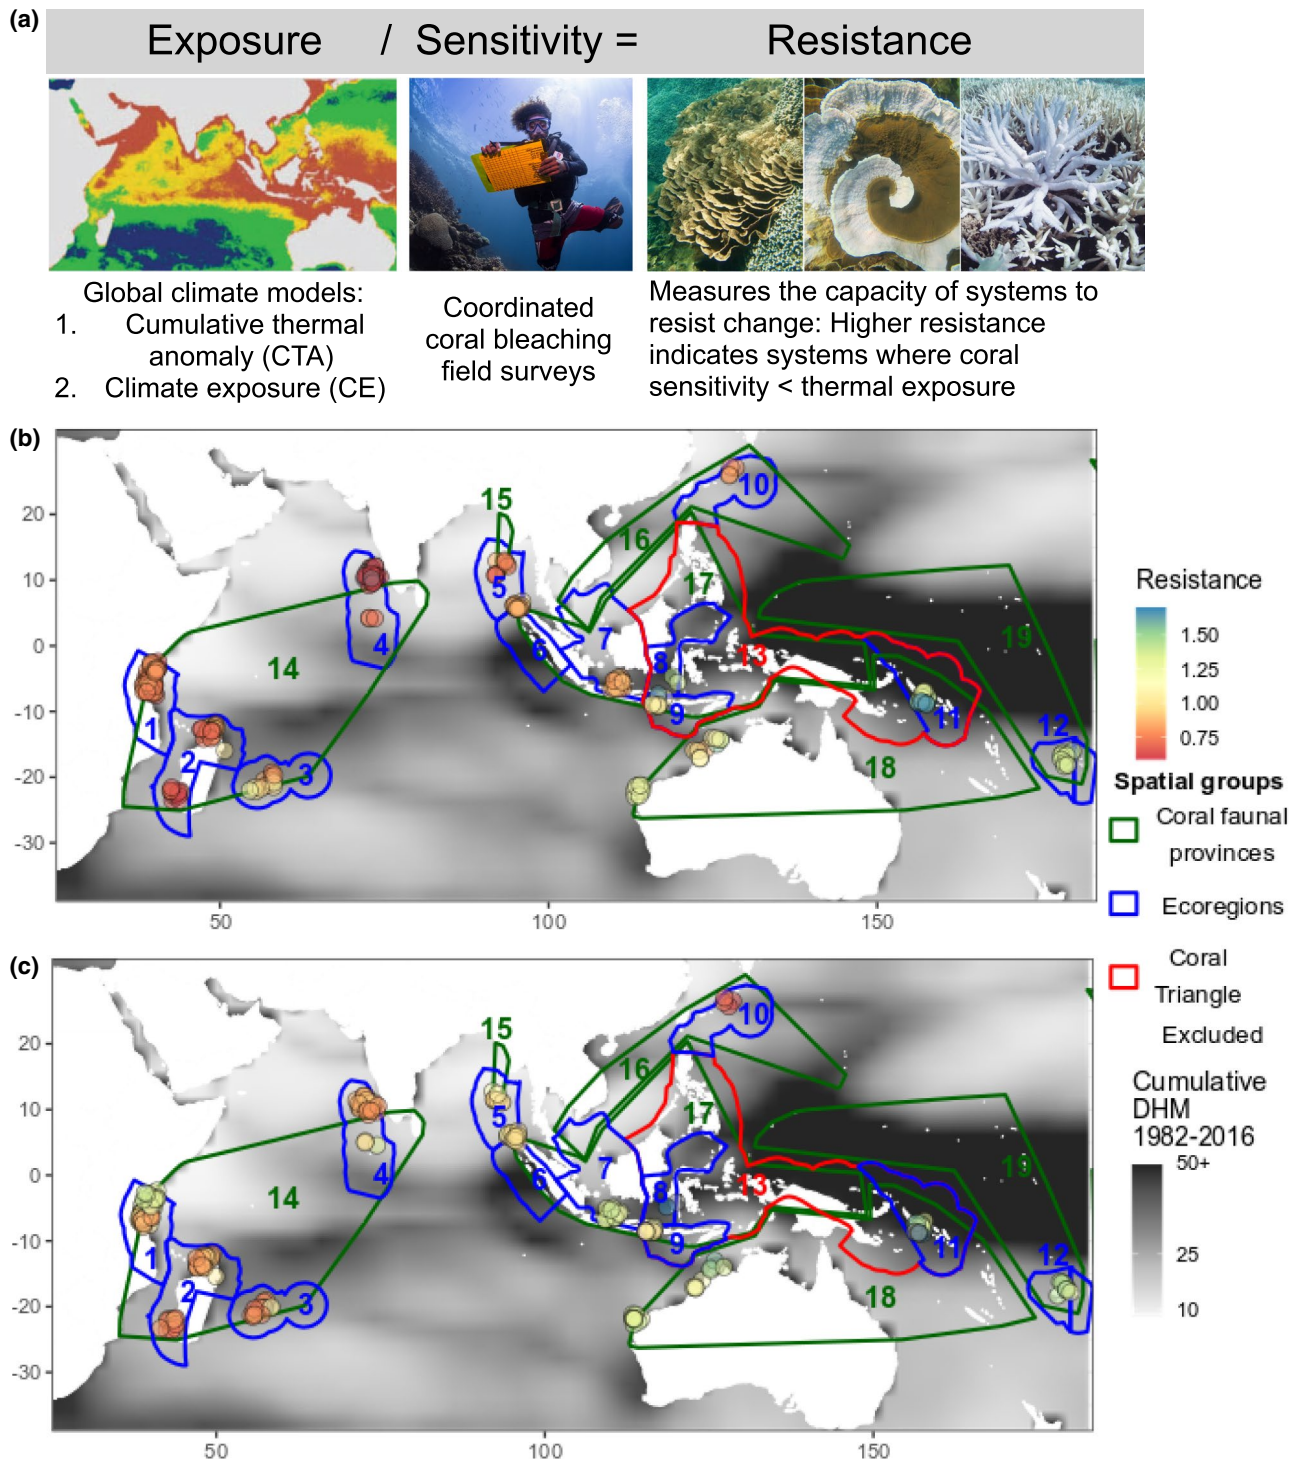 (a)
Exposure / Sensitivity = Resistance
Global climate models:
1. Cumulative thermal
anomaly (CTA)
2. Climate exposure (CE)
Coordinated
coral bleaching
field surveys
Measures the capacity of systems to
resist change: Higher resistance
indicates systems where coral
sensitivity < thermal exposure
(b)
20
10
0
-10
-20
-30
50
100
150
1
2
3
4
5
6
7
8
9
10
11
12
13
14
15
16
17
18
19
Resistance
1.50
1.25
1.00
0.75
Spatial groups
Coral faunal
provinces
Ecoregions
Coral
Triangle
Excluded
Cumulative
DHM
1982-2016
50+
25
10
(c)
20
10
0
-10
-20
-30
50
100
150
1
2
3
4
5
6
7
8
9
10
11
12
13
14
15
16
17
18
19